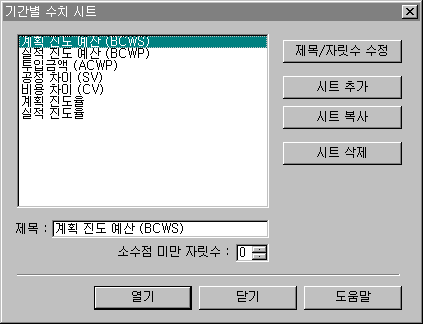 기간별 수치 시트
계획 진도 예산 (BCWS)
실적 진도 예산 (BCWP)
투입금액 (ACWP)
공정 차이 (SV)
비용 차이 (CV)
계획 진도율
실적 진도율
제목/자릿수 수정
시트 추가
시트 복사
시트 삭제
제목 : 계획 진도 예산 (BCWS)
소수점 미만 자릿수 : 0
열기 닫기 도움말